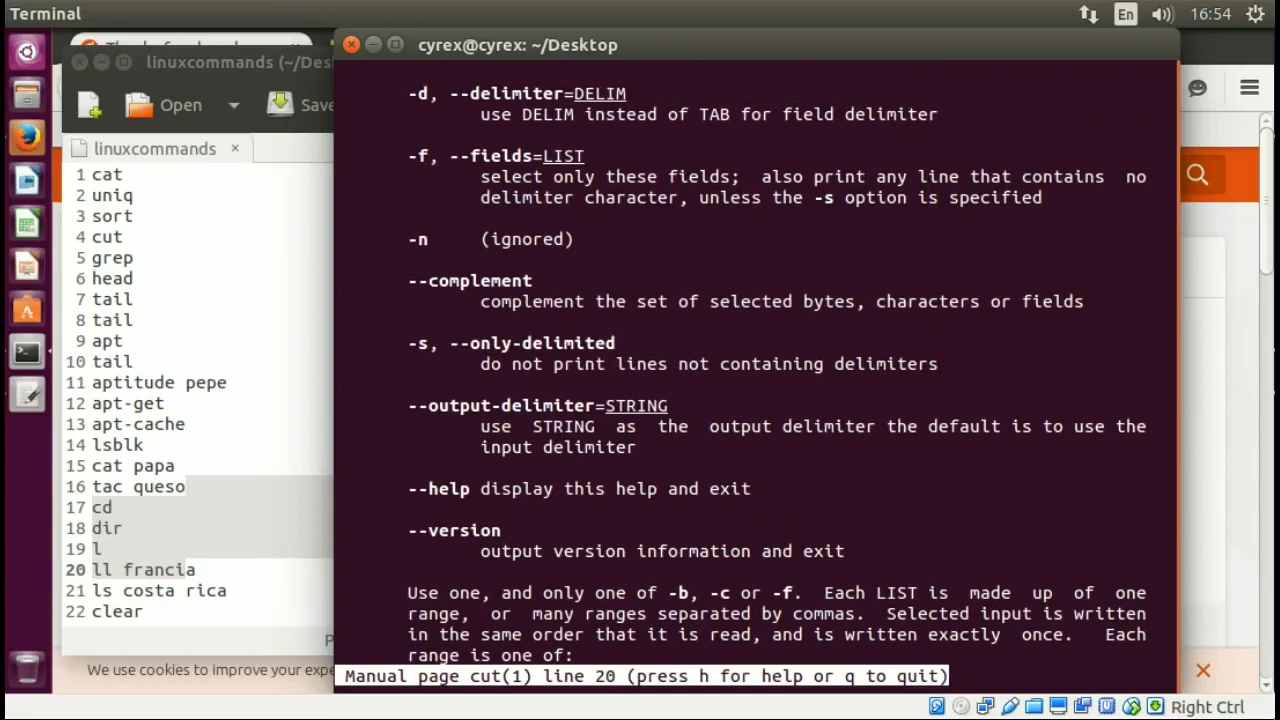 Terminal
En
16:54
linuxcommands (~/Des
cyrex@cyrex: ~/Desktop
Open
Save
linuxcommands ×
1 cat
2 uniq
3 sort
4 cut
5 grep
6 head
7 tail
8 tail
9 apt
10 tail
11 aptitude pepe
12 apt-get
13 apt-cache
14 lsblk
15 cat papa
16 tac queso
17 cd
18 dir
19 l
20 ll francia
21 ls costa rica
22 clear
We use cookies to improve your expe
-d, --delimiter=DELIM
use DELIM instead of TAB for field delimiter
-f, --fields=LIST
select only these fields; also print any line that contains no
delimiter character, unless the -s option is specified
-n (ignored)
--complement
complement the set of selected bytes, characters or fields
-s, --only-delimited
do not print lines not containing delimiters
--output-delimiter=STRING
use STRING as the output delimiter the default is to use the
input delimiter
--help display this help and exit
--version
output version information and exit
Use one, and only one of -b, -c or -f. Each LIST is made up of one
range, or many ranges separated by commas. Selected input is written
in the same order that it is read, and is written exactly once. Each
range is one of:
Manual page cut(1) line 20 (press h for help or q to quit)
Right Ctrl